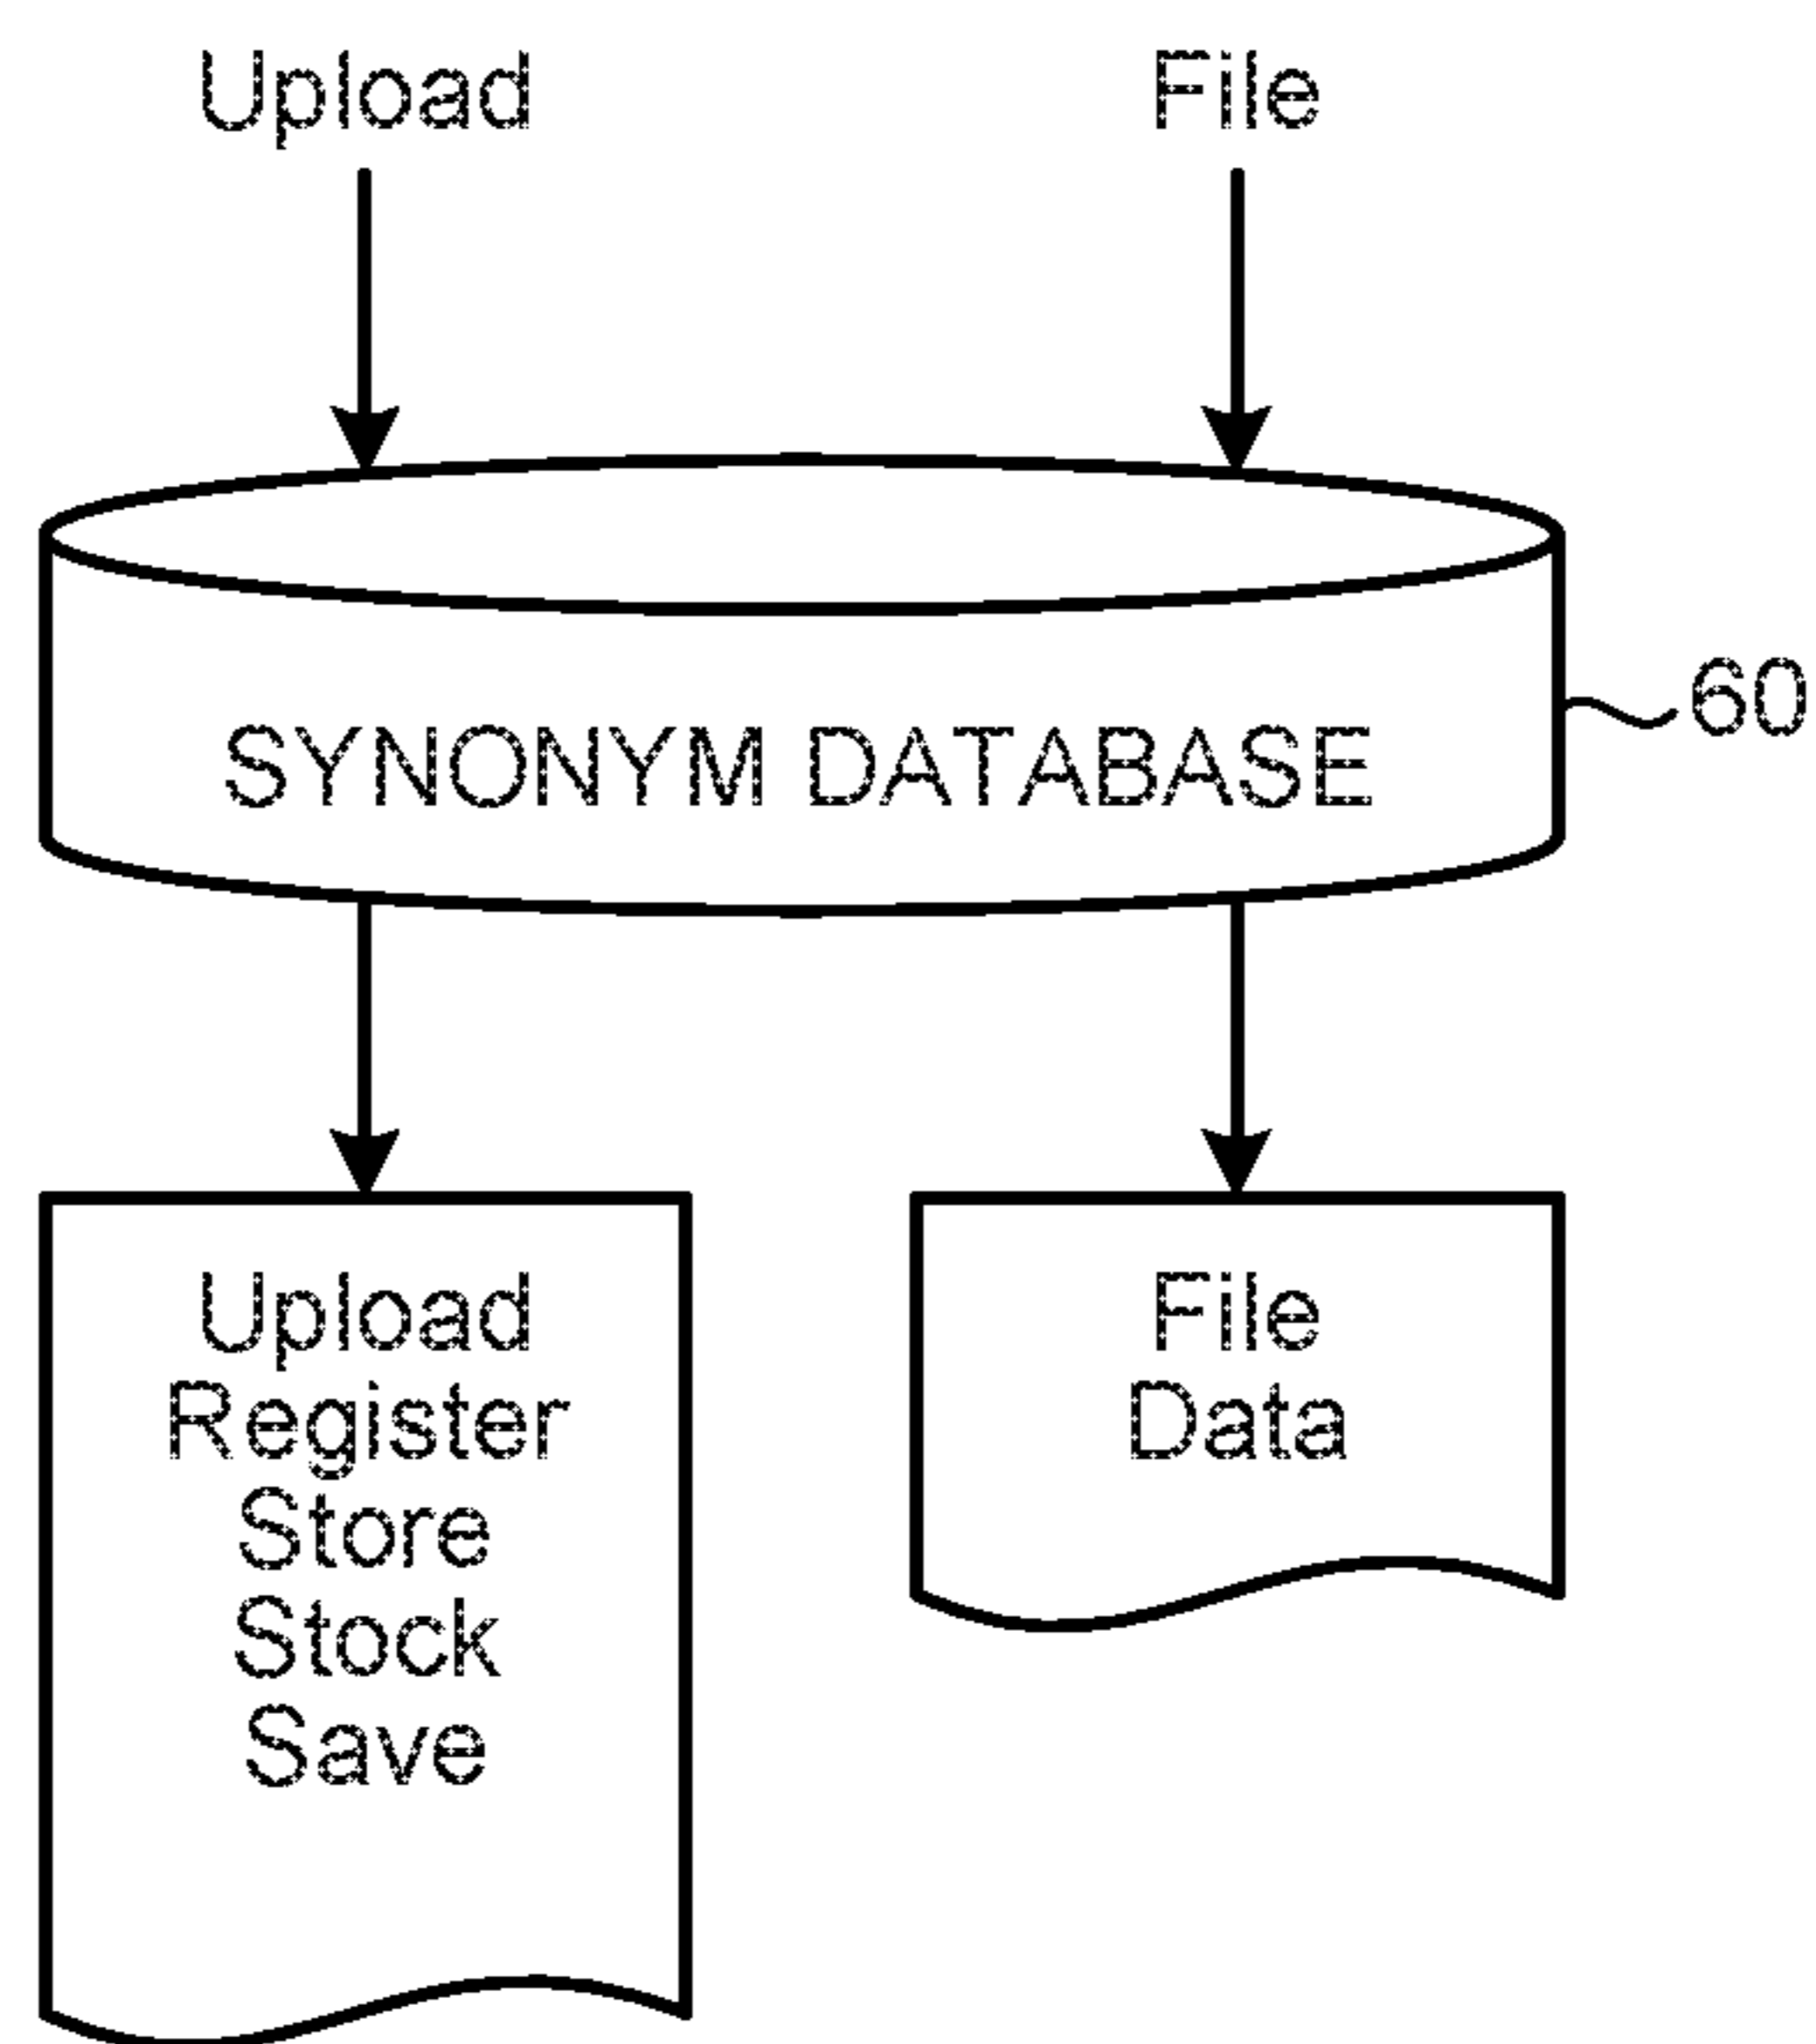 Upload
File
SYNONYM DATABASE
60
Upload
Register
Store
Stock
Save
File
Data